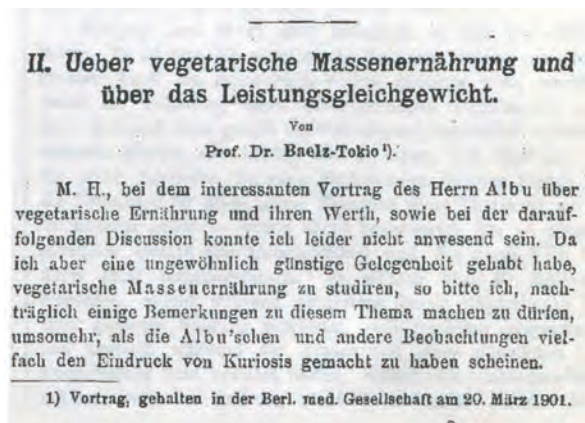 II. Ueber vegetarische Massenernährung und
über das Leistungsgleichgewicht.
Von
Prof. Dr. Baelz-Tokio ¹).
M. H., bei dem interessanten Vortrag des Herrn Albu über
vegetarische Ernährung und ihren Werth, sowie bei der darauf-
folgenden Discussion konnte ich leider nicht anwesend sein. Da
ich aber eine ungewöhnlich günstige Gelegenheit gehabt habe,
vegetarische Massenernährung zu studiren, so bitte ich, nach-
träglich einige Bemerkungen zu diesem Thema machen zu dürfen,
umsomehr, als die Albu'schen und andere Beobachtungen viel-
fach den Eindruck von Kuriosis gemacht zu haben scheinen.
1) Vortrag, gehalten in der Berl. med. Gesellschaft am 20. März 1901.